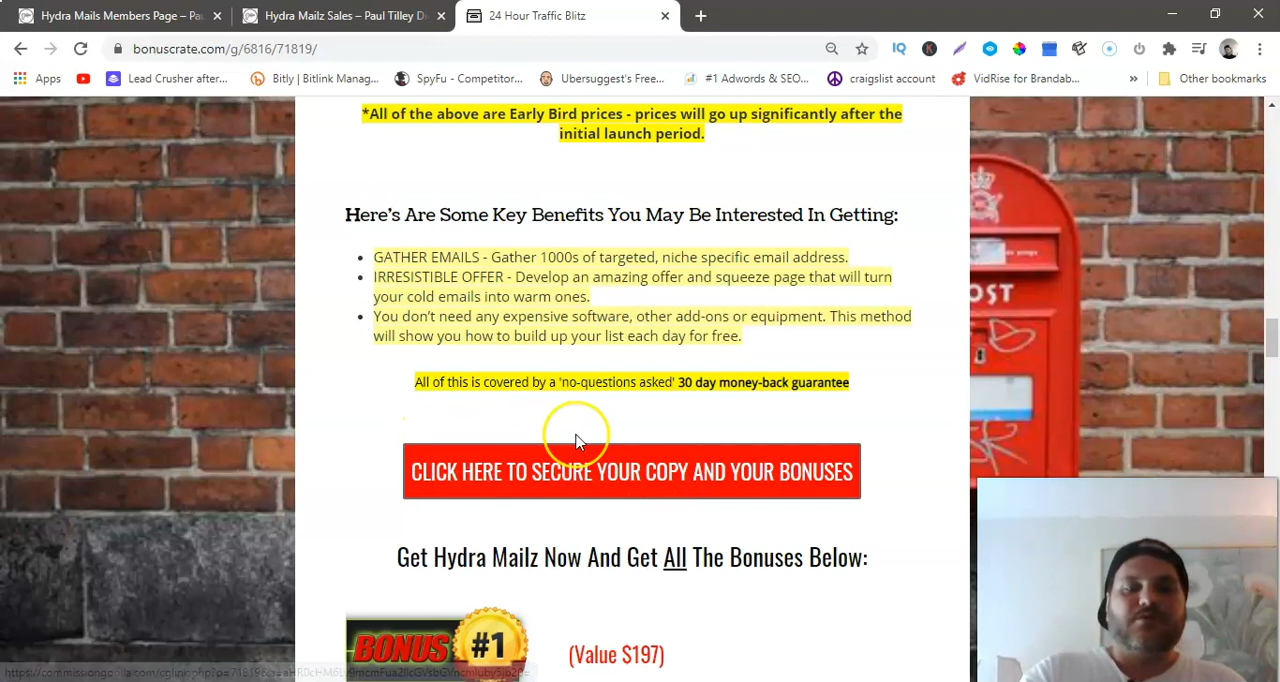 Hydra Mails Members Page – Pau
Hydra Mailz Sales – Paul Tilley Di
24 Hour Traffic Blitz
bonuscrate.com/g/6816/71819/
Apps
Lead Crusher after...
Bitly | Bitlink Manag...
SpyFu - Competitor...
Ubersuggest's Free...
#1 Adwords & SEO...
craigslist account
VidRise for Brandab...
Other bookmarks
*All of the above are Early Bird prices - prices will go up significantly after the
initial launch period.
Here's Are Some Key Benefits You May Be Interested In Getting:
GATHER EMAILS - Gather 1000s of targeted, niche specific email address.
IRRESISTIBLE OFFER - Develop an amazing offer and squeeze page that will turn
your cold emails into warm ones.
You don't need any expensive software, other add-ons or equipment. This method
will show you how to build up your list each day for free.
All of this is covered by a 'no-questions asked' 30 day money-back guarantee
CLICK HERE TO SECURE YOUR COPY AND YOUR BONUSES
Get Hydra Mailz Now And Get All The Bonuses Below:
BONUS #1
(Value $197)
OST